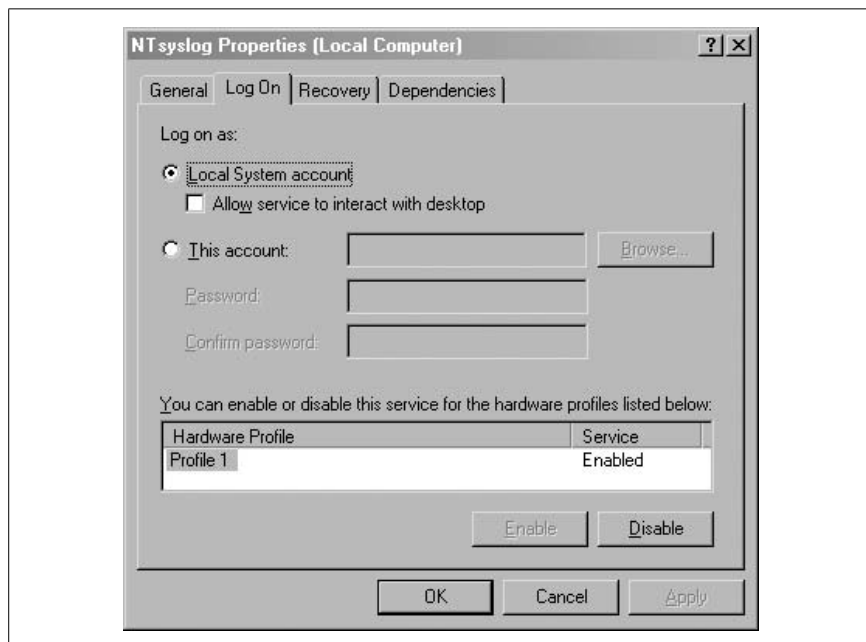 NTsyslog Properties (Local Computer)
General Log On Recovery Dependencies
Log on as:
Local System account
Allow service to interact with desktop
This account:
Browse...
Password:
Confirm password:
You can enable or disable this service for the hardware profiles listed below:
Hardware Profile Service
Profile 1 Enabled
Enable Disable
OK Cancel Apply